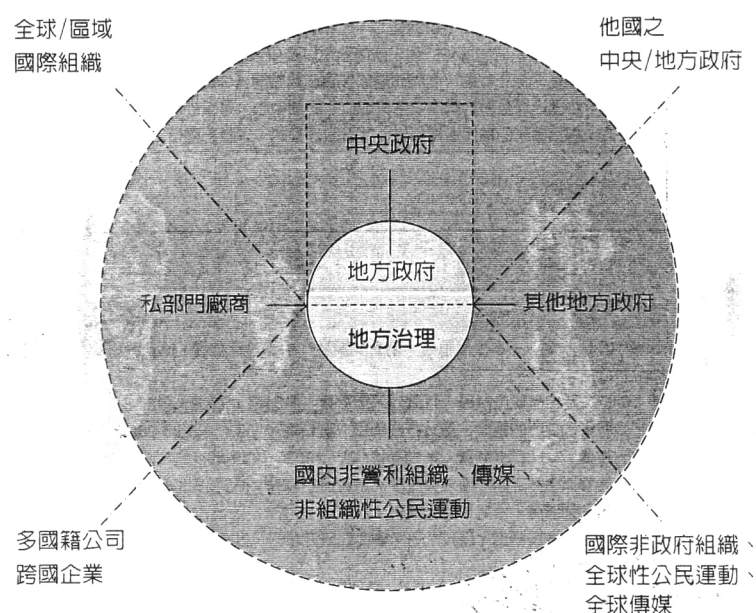 全球/區域
國際組織
他國之
中央/地方政府
中央政府
地方政府
私部門廠商
其他地方政府
地方治理
國内非營利組織、傳媒、
非組織性公民運動
多國籍公司
跨國企業
國際非政府組織、
全球性公民運動、
全球傳媒